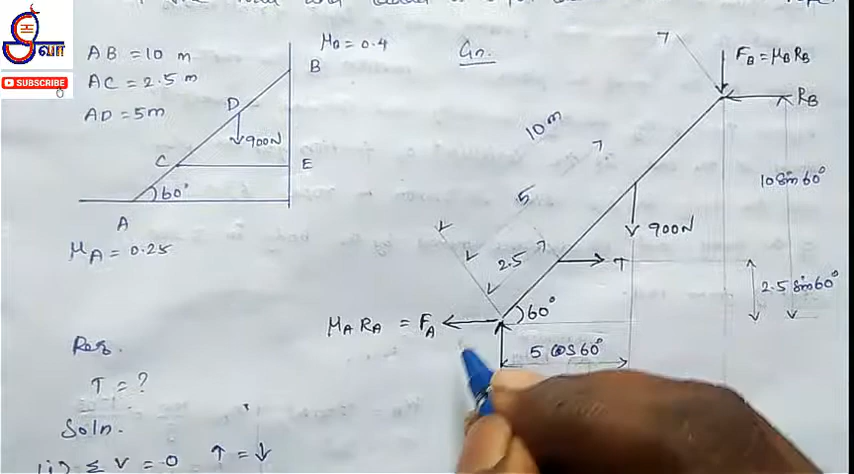 சிவா
SUBSCRIBE
AB = 10 m
AC = 2.5 m
AD = 5m
μB = 0.4
Gn.
B
D
900N
C
E
60°
A
μA = 0.25
Req.
T = ?
Soln.
(i) Σ V = 0 ↑ = ↓
FB = μB RB
RB
10m
10 sin 60°
5
900N
2.5
T
2.5 sin 60°
60°
μA RA = FA
5 cos 60°